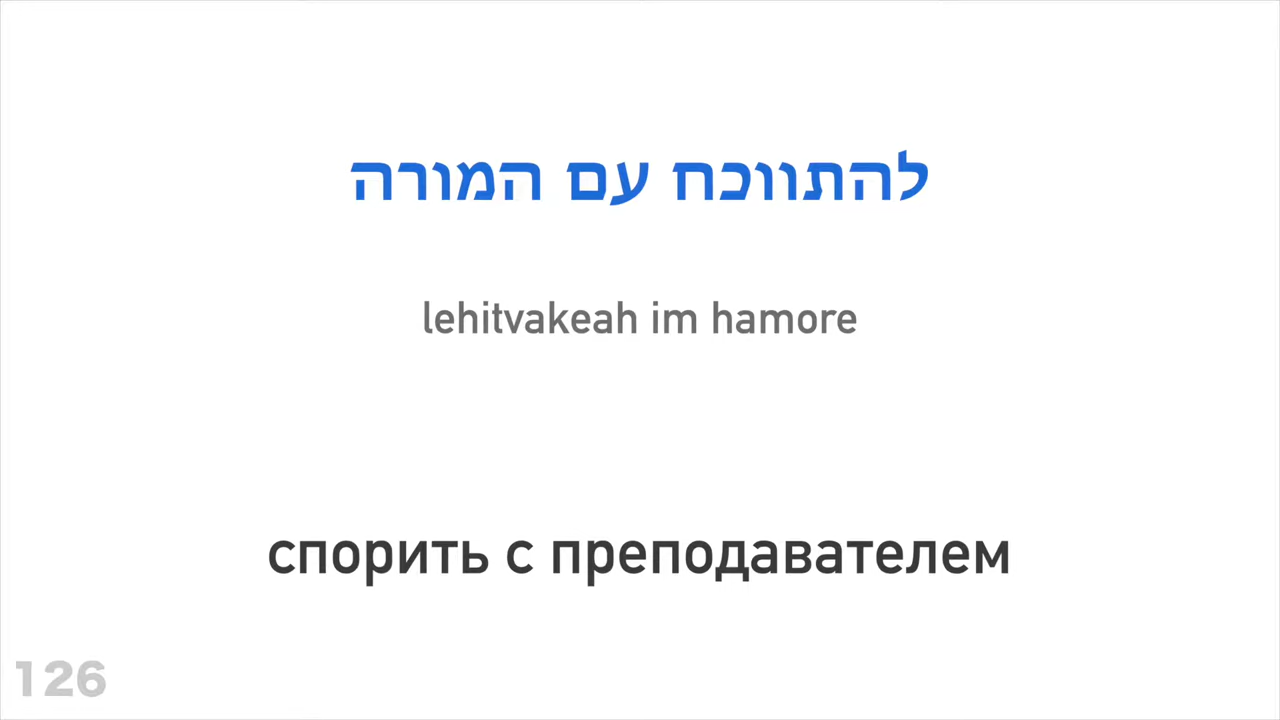 להתווכח עם המורה
lehitvakeah im hamore
спорить с преподавателем
126